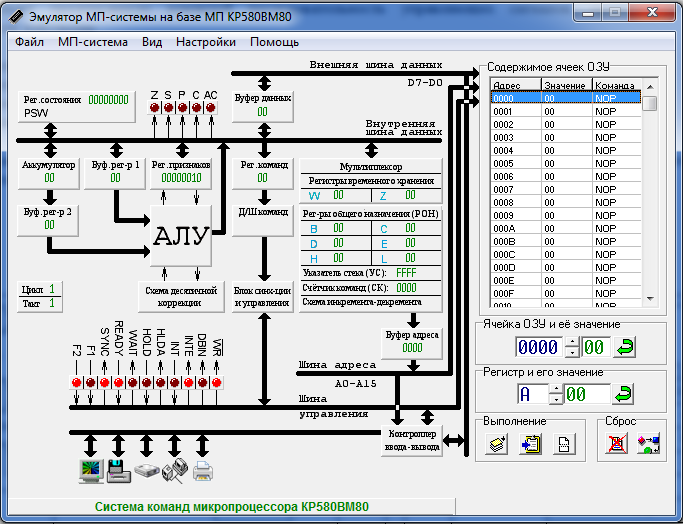 Эмулятор МП-системы на базе МП КР580ВМ80
Файл МП-система Вид Настройки Помощь
Внешняя шина данных
D7-D0
Рег.состояния 00000000
PSW
Z S P C AC
Буфер данных
00
Внутренняя
шина данных
Аккумулятор
00
Буф.рег-р 1
00
Рег.признаков
00000010
Рег.команд
00
Мультиплексор
Регистры временного хранения
W 00 Z 00
Буф.рег-р 2
00
АЛУ
Д/Ш команд
Рег-ры общего назначения (РОН)
B 00 C 00
D 00 E 00
H 00 L 00
Указатель стека (УС): FFFF
Счётчик команд (СК): 0000
Схема инкремента-декремента
Цикл 1
Такт 1
Схема десятичной
коррекции
Блок синх-ции
и управления
Буфер адреса
0000
F2 F1 SYNC READY WAIT HOLD HLDA INT INTE DBIN WR
Шина адреса
A0-A15
Шина
управления
Контроллер
ввода-вывода
Содержимое ячеек ОЗУ
Адрес Значение Команда
0000 00 NOP
0001 00 NOP
0002 00 NOP
0003 00 NOP
0004 00 NOP
0005 00 NOP
0006 00 NOP
0007 00 NOP
0008 00 NOP
0009 00 NOP
000A 00 NOP
000B 00 NOP
000C 00 NOP
000D 00 NOP
000E 00 NOP
000F 00 NOP
0010 00 NOP
Ячейка ОЗУ и её значение
0000 00
Регистр и его значение
A 00
Выполнение
Сброс
Система команд микропроцессора КР580ВМ80